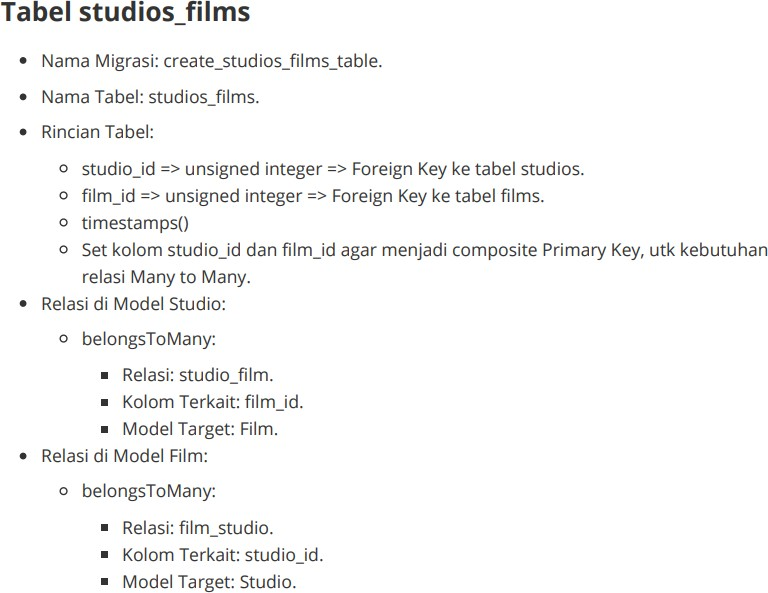 Tabel studios_films
Nama Migrasi: create_studios_films_table.
Nama Tabel: studios_films.
Rincian Tabel:
studio_id => unsigned integer => Foreign Key ke tabel studios.
film_id => unsigned integer => Foreign Key ke tabel films.
timestamps()
Set kolom studio_id dan film_id agar menjadi composite Primary Key, utk kebutuhan
relasi Many to Many.
Relasi di Model Studio:
belongsToMany:
Relasi: studio_film.
Kolom Terkait: film_id.
Model Target: Film.
Relasi di Model Film:
belongsToMany:
Relasi: film_studio.
Kolom Terkait: studio_id.
Model Target: Studio.